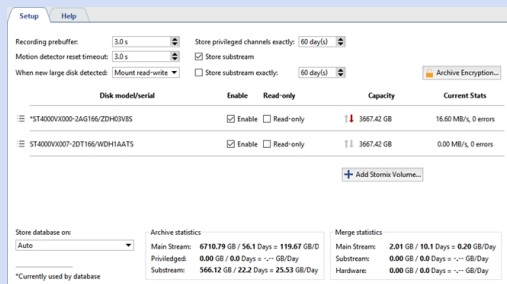 Setup Help
Recording prebuffer: 3.0 s Store privileged channels exactly: 60 day(s)
Motion detector reset timeout: 3.0 s Store substream
When new large disk detected: Mount read-write Store substream exactly: 60 day(s) Archive Encryption...
Disk model/serial Enable Read-only Capacity Current Stats
*ST4000VX000-2AG166/ZDH03V8S Enable Read-only 3667.42 GB 16.60 MB/s, 0 errors
ST4000VX007-2DT166/WDH1AATS Enable Read-only 3667.42 GB 0.00 MB/s, 0 errors
Add Stornix Volume...
Store database on: Archive statistics Merge statistics
Auto Main Stream: 6710.79 GB / 56.1 Days = 119.67 GB/D Main Stream: 2.01 GB / 10.1 Days = 0.20 GB/Day
Priviledged: 0.00 GB / 0.0 Days = -.-- GB/Day Substream: 0.00 GB / 0.0 Days = -.-- GB/Day
*Currently used by database Substream: 566.12 GB / 22.2 Days = 25.53 GB/Day Hardware: 0.00 GB / 0.0 Days = -.-- GB/Day